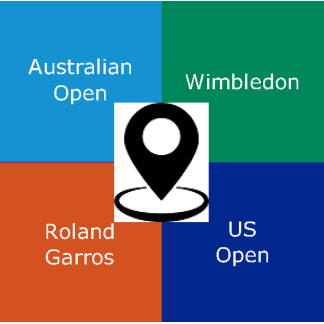 Australian
Open
Wimbledon
Roland
Garros
US
Open